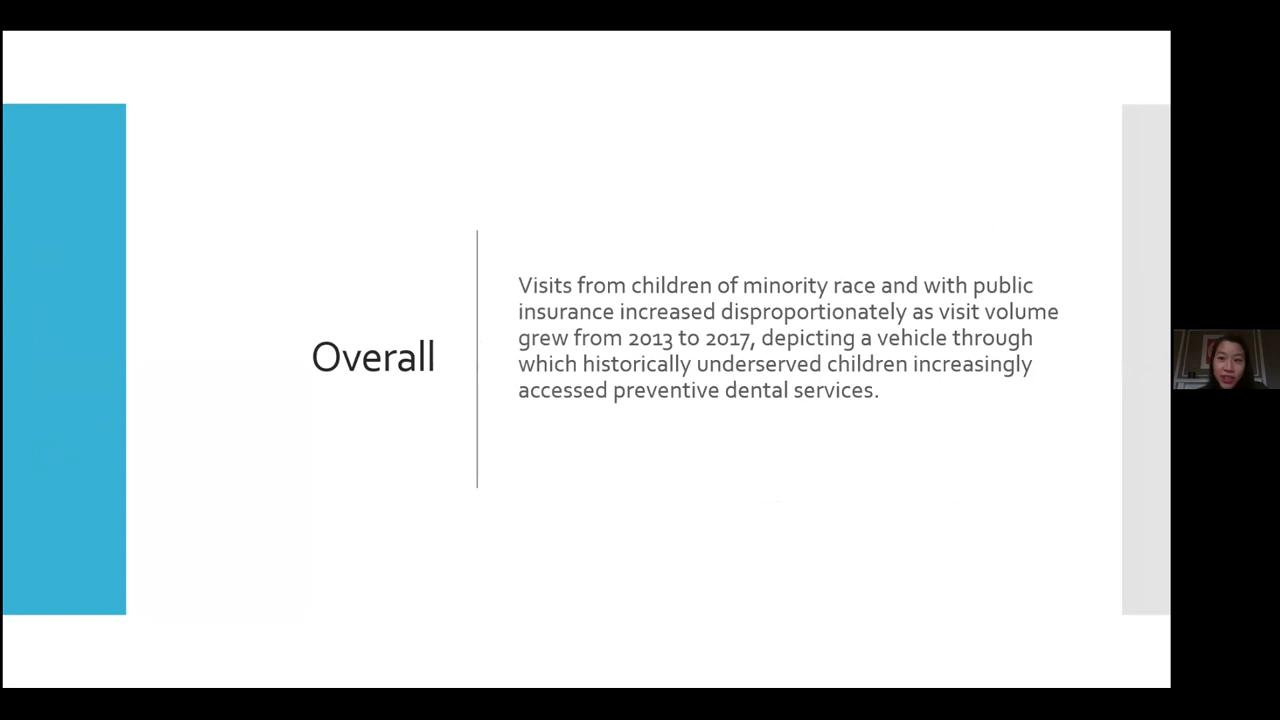 Overall
Visits from children of minority race and with public
insurance increased disproportionately as visit volume
grew from 2013 to 2017, depicting a vehicle through
which historically underserved children increasingly
accessed preventive dental services.